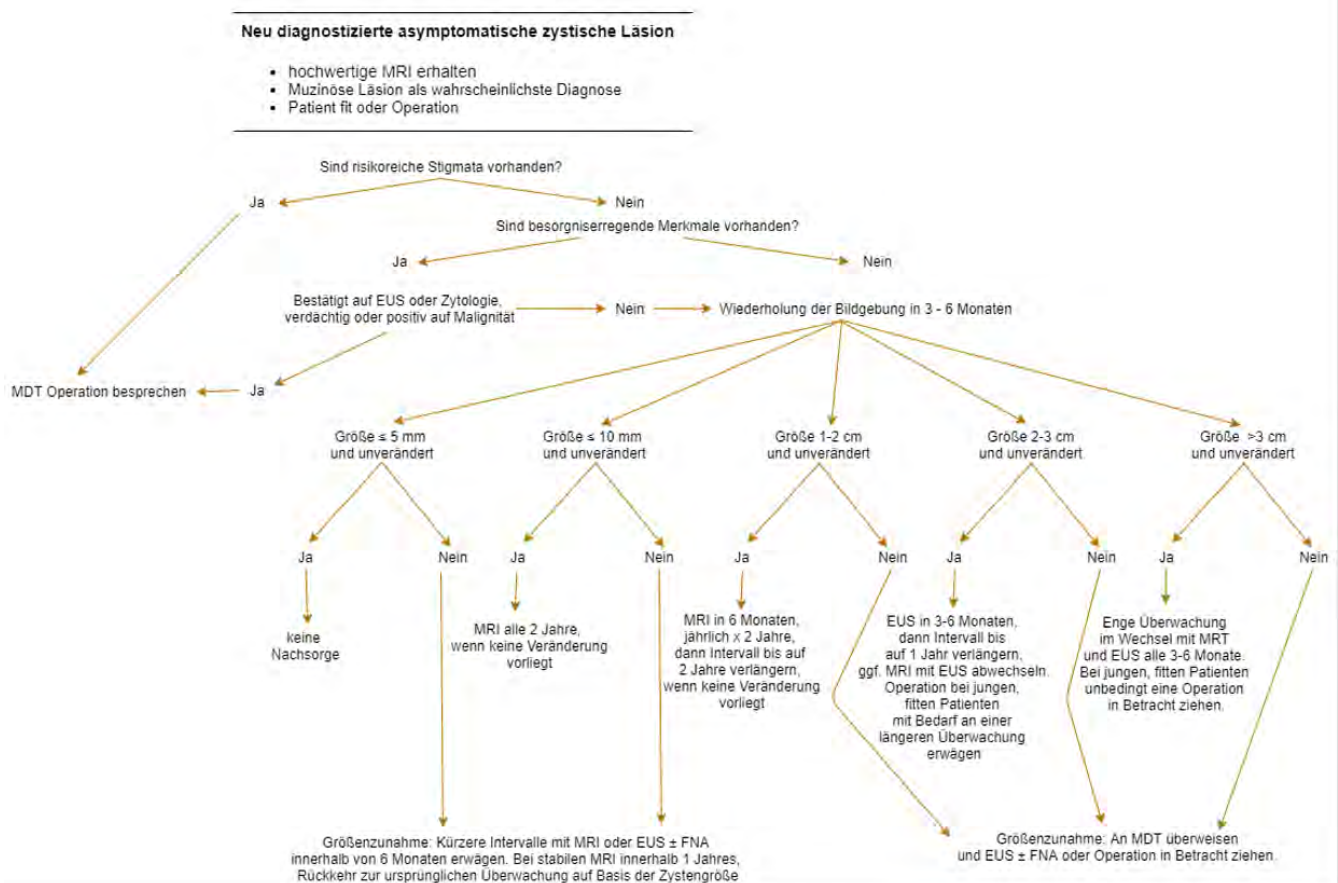 Neu diagnostizierte asymptomatische zystische Läsion
• hochwertige MRI erhalten
• Muzinöse Läsion als wahrscheinlichste Diagnose
• Patient fit oder Operation
Sind risikoreiche Stigmata vorhanden?
Ja
Nein
Sind besorgniserregende Merkmale vorhanden?
Ja
Nein
Bestätigt auf EUS oder Zytologie,
verdächtig oder positiv auf Malignität
Nein
Wiederholung der Bildgebung in 3 - 6 Monaten
MDT Operation besprechen
Ja
Größe ≤ 5 mm
und unverändert
Größe ≤ 10 mm
und unverändert
Größe 1-2 cm
und unverändert
Größe 2-3 cm
und unverändert
Größe >3 cm
und unverändert
Ja
Nein
Ja
Nein
Ja
Nein
Ja
Nein
Ja
Nein
keine
Nachsorge
MRI alle 2 Jahre,
wenn keine Veränderung
vorliegt
MRI in 6 Monaten,
jährlich x 2 Jahre,
dann Intervall bis auf
2 Jahre verlängern,
wenn keine Veränderung
vorliegt
EUS in 3-6 Monaten,
dann Intervall bis
auf 1 Jahr verlängern,
ggf. MRI mit EUS abwechseln.
Operation bei jungen,
fitten Patienten
mit Bedarf an einer
längeren Überwachung
erwägen
Enge Überwachung
im Wechsel mit MRT
und EUS alle 3-6 Monate.
Bei jungen, fitten Patienten
unbedingt eine Operation
in Betracht ziehen.
Größenzunahme: Kürzere Intervalle mit MRI oder EUS ± FNA
innerhalb von 6 Monaten erwägen. Bei stabilen MRI innerhalb 1 Jahres,
Rückkehr zur ursprünglichen Überwachung auf Basis der Zystengröße
Größenzunahme: An MDT überweisen
und EUS ± FNA oder Operation in Betracht ziehen.